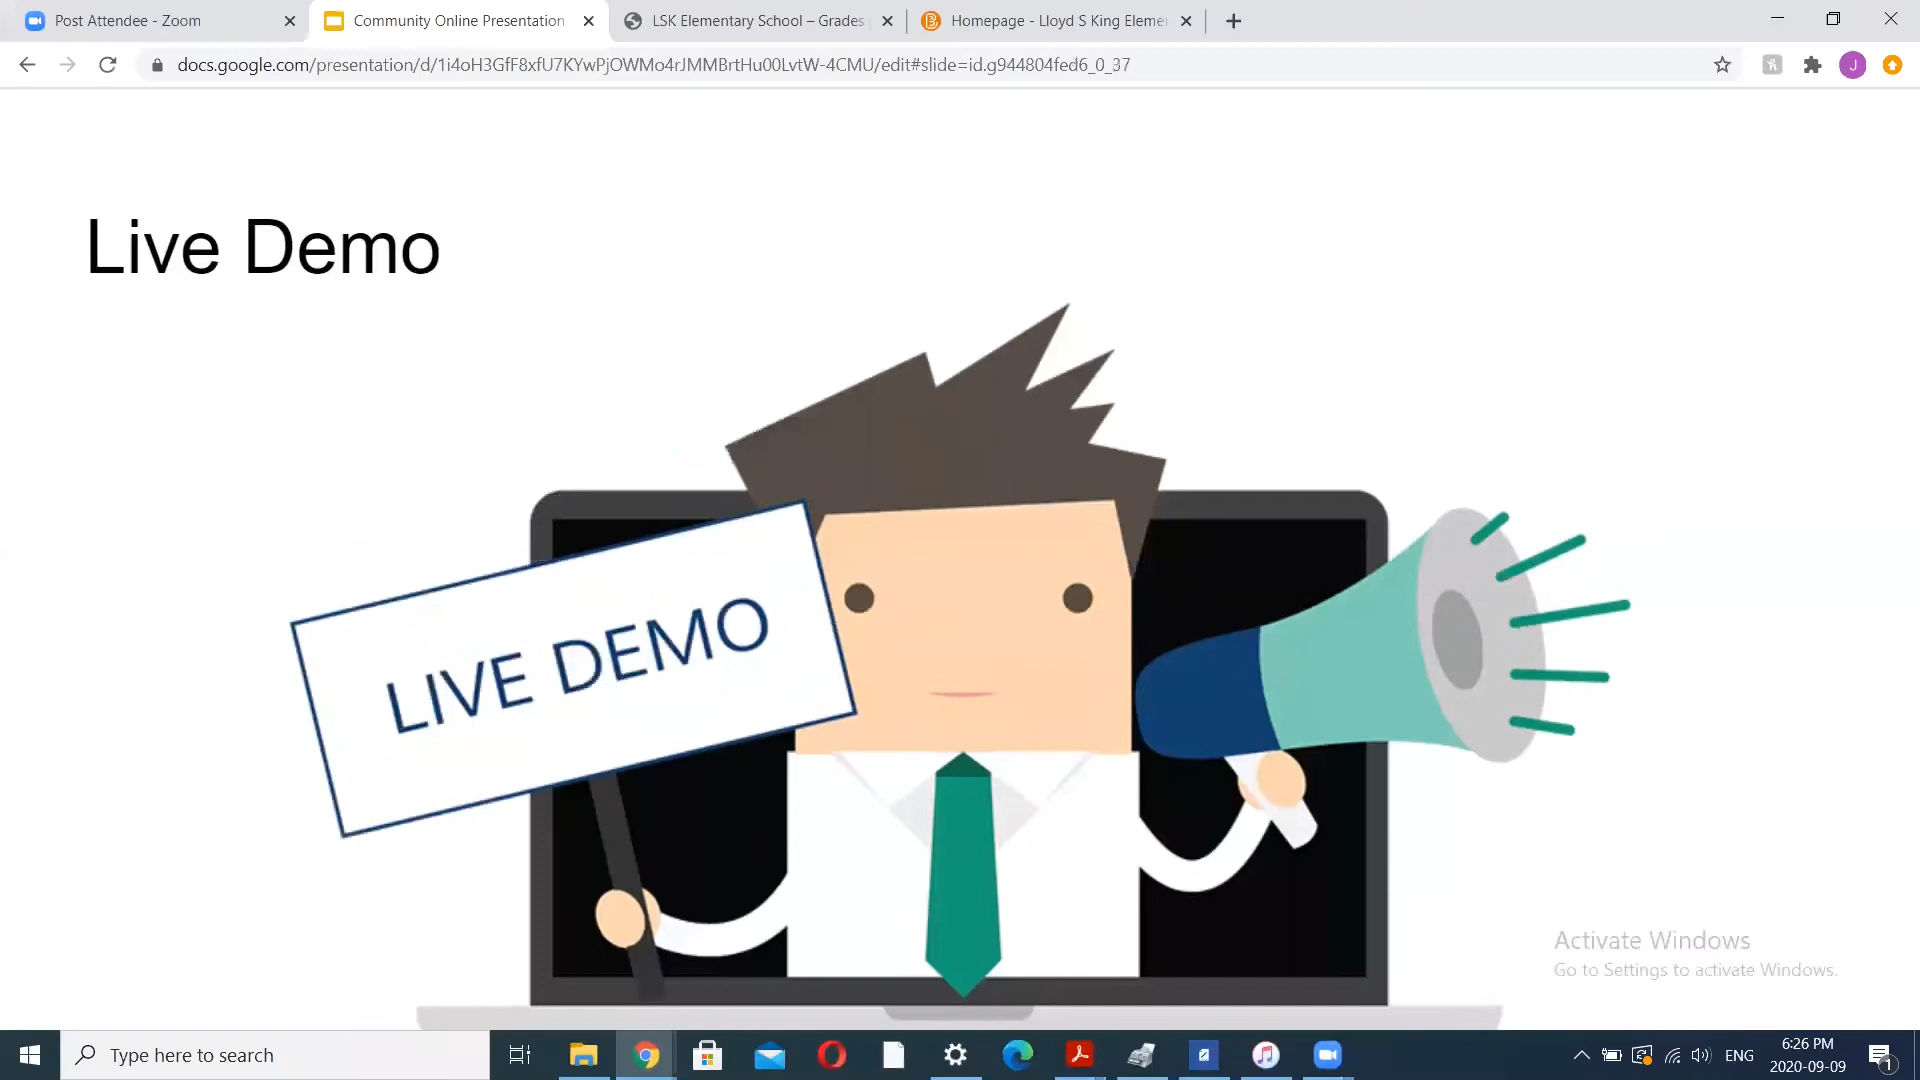 Post Attendee - Zoom
Community Online Presentation
LSK Elementary School – Grades
Homepage - Lloyd S King Eleme
docs.google.com/presentation/d/1i4oH3GfF8xfU7KYwPjOWMo4rJMMBrtHu00LvtW-4CMU/edit#slide=id.g944804fed6_0_37
J
Live Demo
LIVE DEMO
Activate Windows
Go to Settings to activate Windows.
Type here to search
ENG
6:26 PM
2020-09-09
1